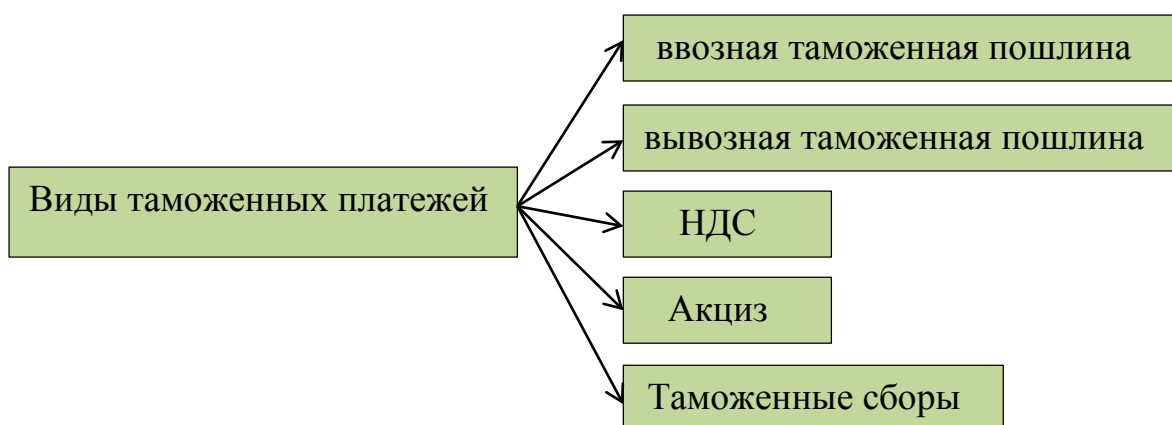 ввозная таможенная пошлина
вывозная таможенная пошлина
Виды таможенных платежей
НДС
Акциз
Таможенные сборы